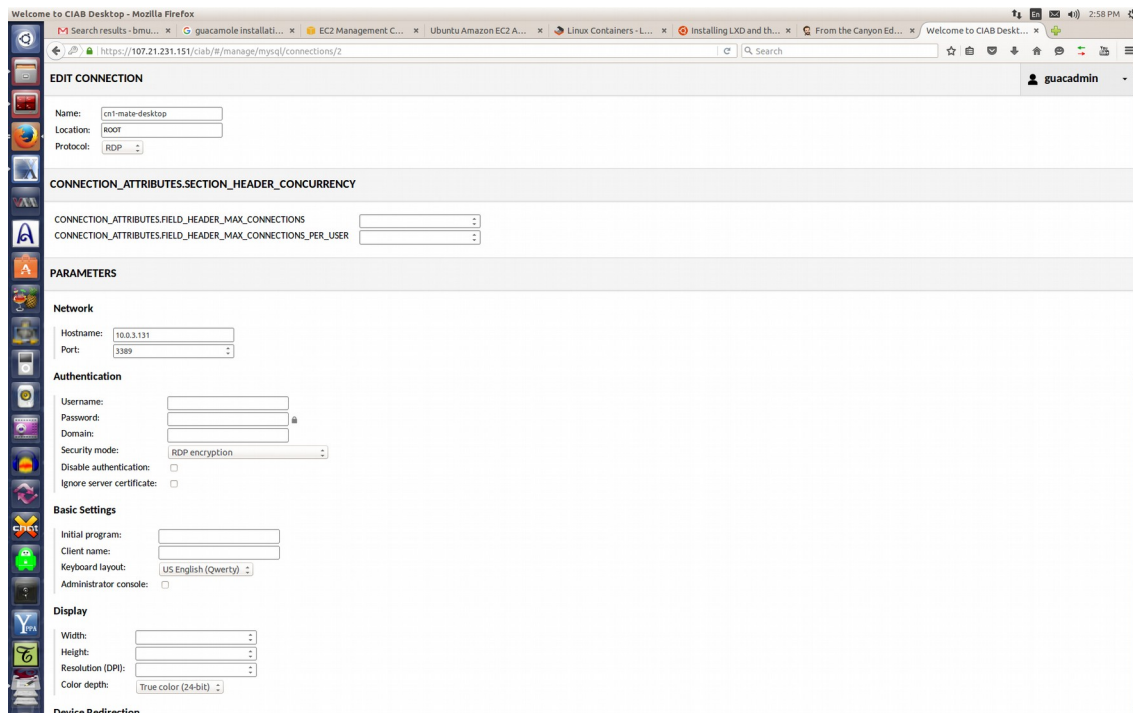 Welcome to CIAB Desktop - Mozilla Firefox
En
2:58 PM
Search results - bmu... x
guacamole installati... x
EC2 Management C... x
Ubuntu Amazon EC2 A... x
Linux Containers - L... x
Installing LXD and th... x
From the Canyon Ed... x
Welcome to CIAB Deskt... x
https://107.21.231.151/ciab/#/manage/mysql/connections/2
Search
EDIT CONNECTION
guacadmin
Name: cn1-mate-desktop
Location: ROOT
Protocol: RDP
CONNECTION_ATTRIBUTES.SECTION_HEADER_CONCURRENCY
CONNECTION_ATTRIBUTES.FIELD_HEADER_MAX_CONNECTIONS
CONNECTION_ATTRIBUTES.FIELD_HEADER_MAX_CONNECTIONS_PER_USER
PARAMETERS
Network
Hostname: 10.0.3.131
Port: 3389
Authentication
Username:
Password:
Domain:
Security mode: RDP encryption
Disable authentication:
Ignore server certificate:
Basic Settings
Initial program:
Client name:
Keyboard layout: US English (Qwerty)
Administrator console:
Display
Width:
Height:
Resolution (DPI):
Color depth: True color (24-bit)
Device Redirection